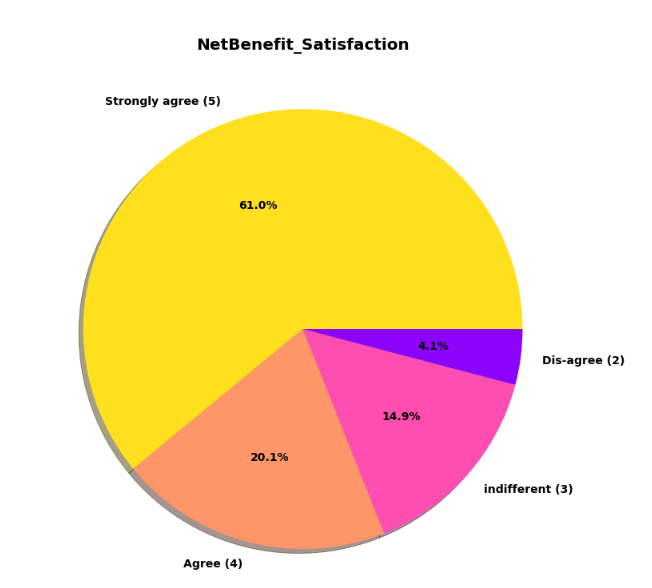 NetBenefit_Satisfaction
Strongly agree (5)
61.0%
4.1%
Dis-agree (2)
14.9%
20.1%
indifferent (3)
Agree (4)